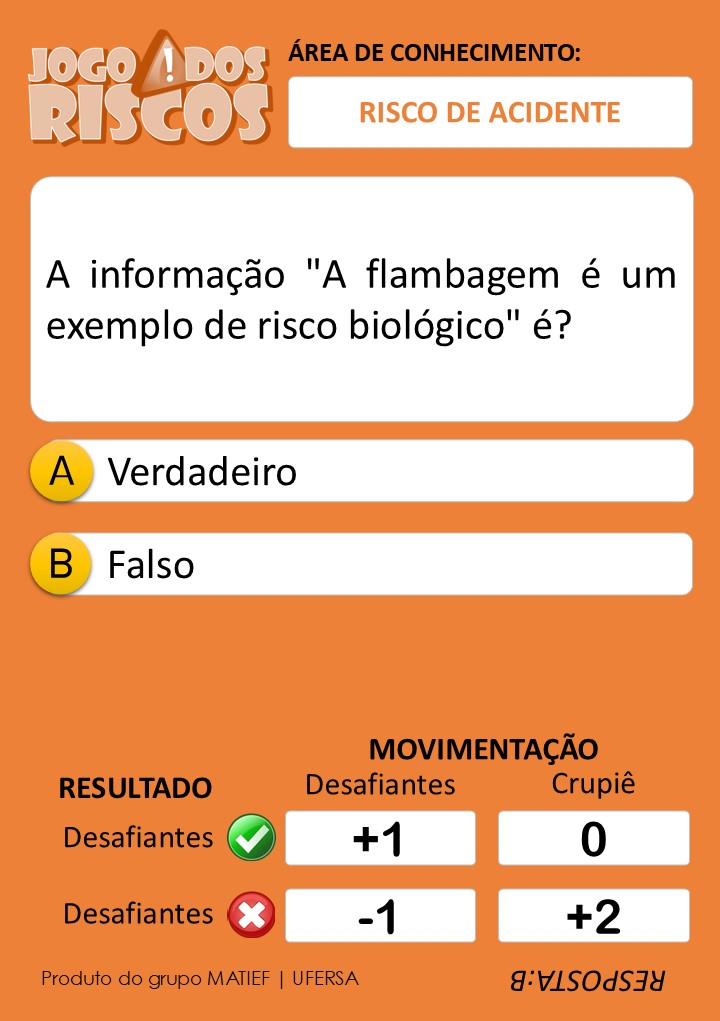 JOGO ! DOS
RISCOS
ÁREA DE CONHECIMENTO:
RISCO DE ACIDENTE
A informação "A flambagem é um
exemplo de risco biológico" é?
A Verdadeiro
B Falso
MOVIMENTAÇÃO
RESULTADO Desafiantes Crupiê
Desafiantes +1 0
Desafiantes -1 +2
Produto do grupo MATIEF | UFERSA
RESPOSTA:B